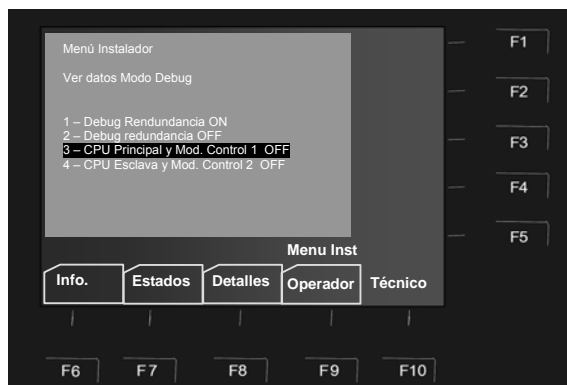 Menú Instalador
Ver datos Modo Debug
1 – Debug Rendundancia ON
2 – Debug redundancia OFF
3 – CPU Principal y Mod. Control 1 OFF
4 – CPU Esclava y Mod. Control 2 OFF
Menu Inst
Info. Estados Detalles Operador Técnico
F1
F2
F3
F4
F5
F6 F7 F8 F9 F10